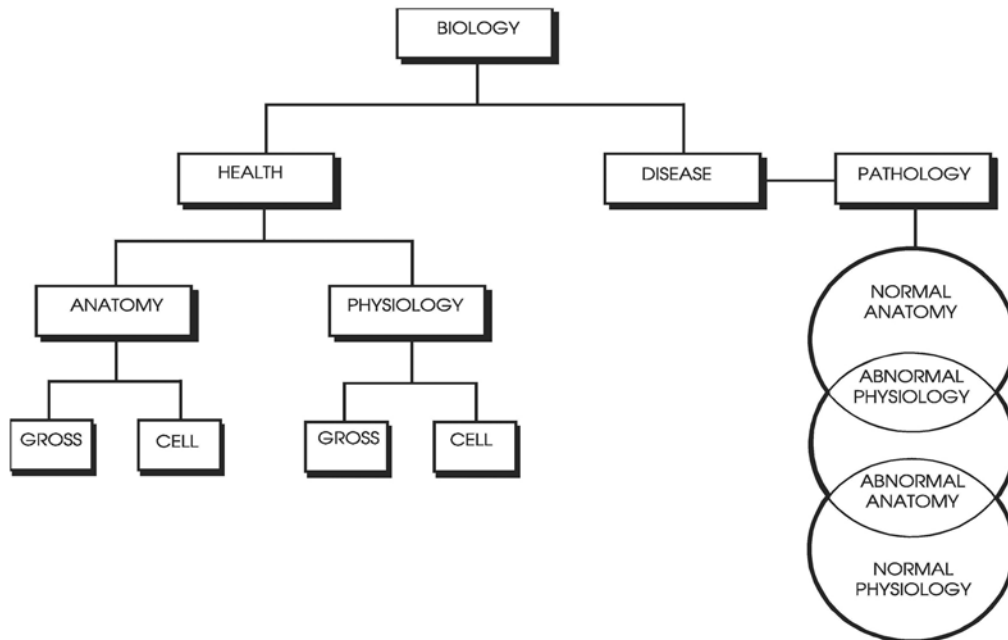 BIOLOGY
HEALTH
DISEASE
PATHOLOGY
ANATOMY
PHYSIOLOGY
GROSS
CELL
GROSS
CELL
NORMAL
ANATOMY
ABNORMAL
PHYSIOLOGY
ABNORMAL
ANATOMY
NORMAL
PHYSIOLOGY